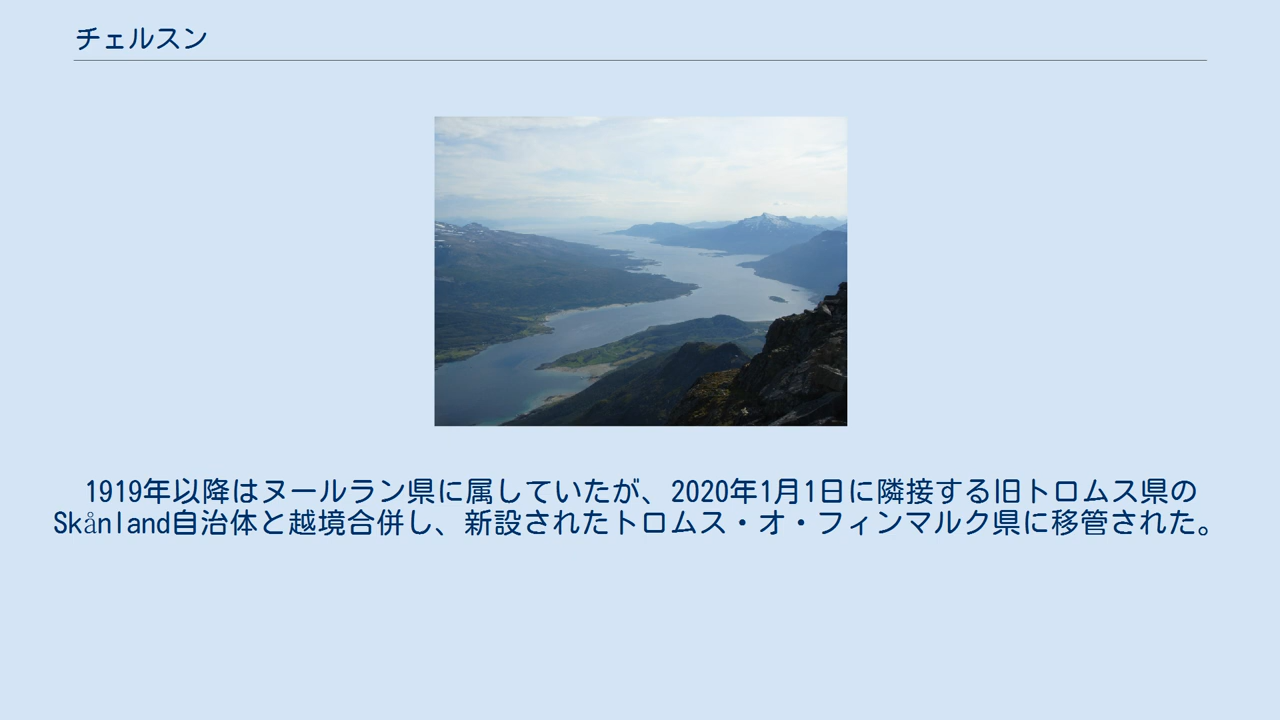 チェルスン
1919年以降はヌールラン県に属していたが、2020年1月1日に隣接する旧トロムス県の
Skånland自治体と越境合併し、新設されたトロムス・オ・フィンマルク県に移管された。